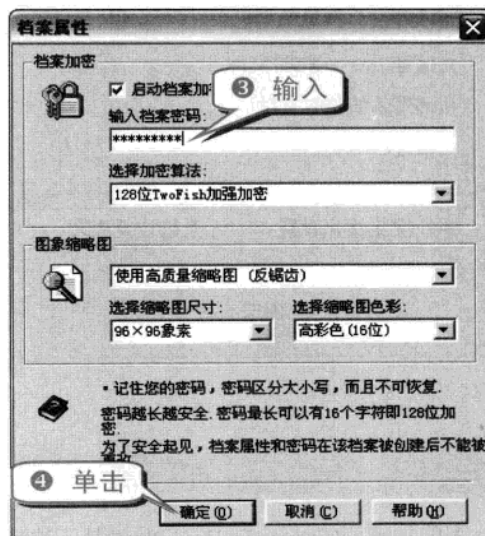 档案属性
档案加密
启动档案加
❸ 输入
输入档案密码:
*********
选择加密算法:
128位TwoFish加强加密
图象缩略图
使用高质量缩略图 (反锯齿)
选择缩略图尺寸: 选择缩略图色彩:
96×96象素 高彩色(16位)
·记住您的密码，密码区分大小写，而且不可恢复.
密码越长越安全. 密码最长可以有16个字符即128位加
密.
为了安全起见，档案属性和密码在该档案被创建后不能被
❹ 单击
确定(O) 取消(C) 帮助(H)